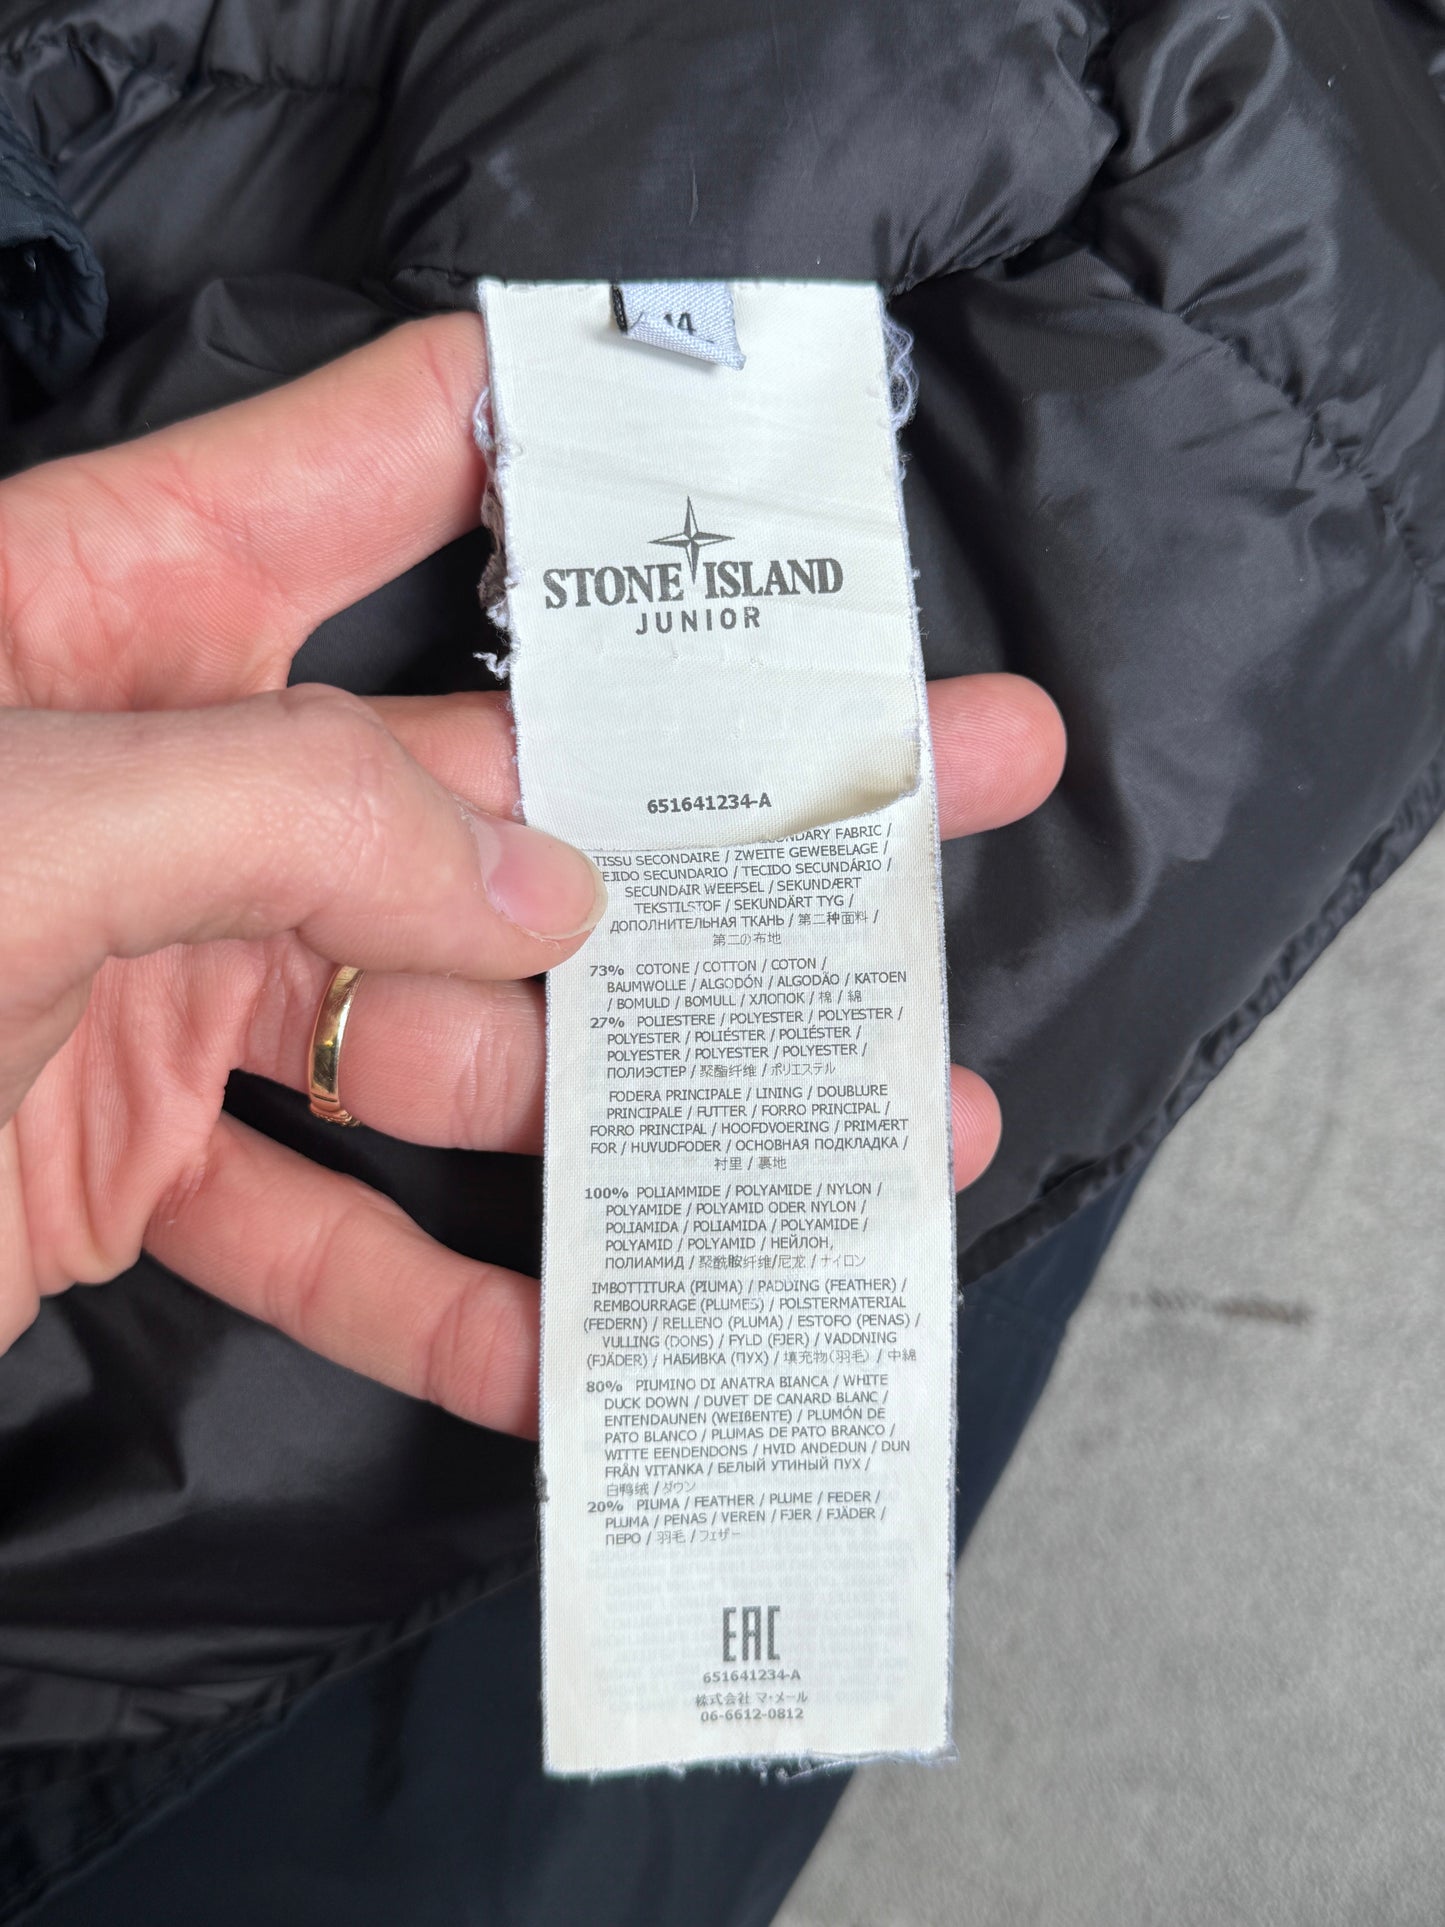 14
STONE ISLAND
JUNIOR
651641234-A
FABRIC /
TISSU SECONDAIRE / ZWEITE GEWEBELAGE /
SECUNDARIO / TECIDO SECUNDÁRIO /
SECUNDAIR WEEFSEL / SEKUNDÆRT
TEKSTILSTOF / SEKUNDÄRT TYG /
ДОПОЛНИТЕЛЬНАЯ ТКАНЬ / 第二种面料 /
第二の布地
73% COTONE / COTTON / COTON /
BAUMWOLLE / ALGODÓN / ALGODÃO / KATOEN
/ BOMULD / BOMULL / ХЛОПОК / 棉 / 綿
27% POLIESTERE / POLYESTER / POLYESTER /
POLYESTER / POLIÉSTER / POLIÉSTER /
POLYESTER / POLYESTER / POLYESTER /
ПОЛИЭСТЕР / 聚酯纤维 / ポリエステル
FODERA PRINCIPALE / LINING / DOUBLURE
PRINCIPALE / FUTTER / FORRO PRINCIPAL /
FORRO PRINCIPAL / HOOFDVOERING / PRIMÆRT
FOR / HUVUDFODER / ОСНОВНАЯ ПОДКЛАДКА /
衬里 / 裏地
100% POLIAMMIDE / POLYAMIDE / NYLON /
POLYAMIDE / POLYAMID ODER NYLON /
POLIAMIDA / POLIAMIDA / POLYAMIDE /
POLYAMID / POLYAMID / НЕЙЛОН,
ПОЛИАМИД / 聚酰胺纤维/尼龙 / ナイロン
IMBOTTITURA (PIUMA) / PADDING (FEATHER) /
REMBOURRAGE (PLUMES) / POLSTERMATERIAL
(FEDERN) / RELLENO (PLUMA) / ESTOFO (PENAS) /
VULLING (DONS) / FYLD (FJER) / VADDNING
(FJÄDER) / НАБИВКА (ПУХ) / 填充物(羽毛) / 中綿
80% PIUMINO DI ANATRA BIANCA / WHITE
DUCK DOWN / DUVET DE CANARD BLANC /
ENTENDAUNEN (WEIßENTE) / PLUMÓN DE
PATO BLANCO / PLUMAS DE PATO BRANCO /
WITTE EENDENDONS / HVID ANDEDUN / DUN
FRÅN VITANKA / БЕЛЫЙ УТИНЫЙ ПУХ /
白鸭绒 / ダウン
20% PIUMA / FEATHER / PLUME / FEDER /
PLUMA / PENAS / VEREN / FJER / FJÄDER /
ПЕРО / 羽毛 / フェザー
EAC
651641234-A
株式会社 マ・メール
06-6612-0812